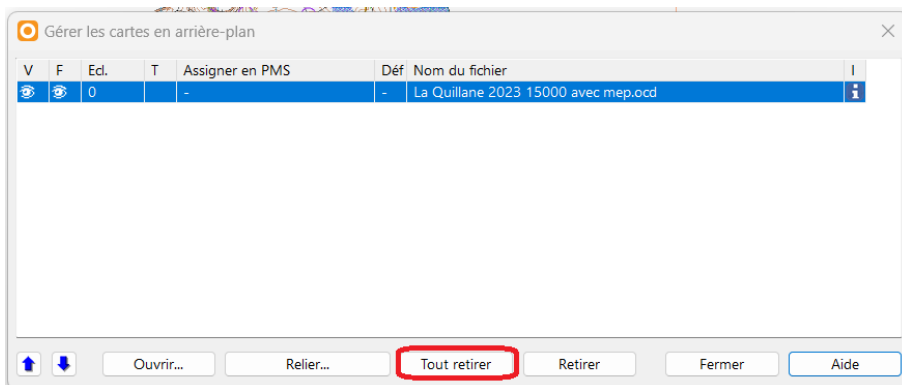 Gérer les cartes en arrière-plan
V F Ecl. T Assigner en PMS Déf Nom du fichier I
0 - - La Quillane 2023 15000 avec mep.ocd i
Ouvrir... Relier... Tout retirer Retirer Fermer Aide